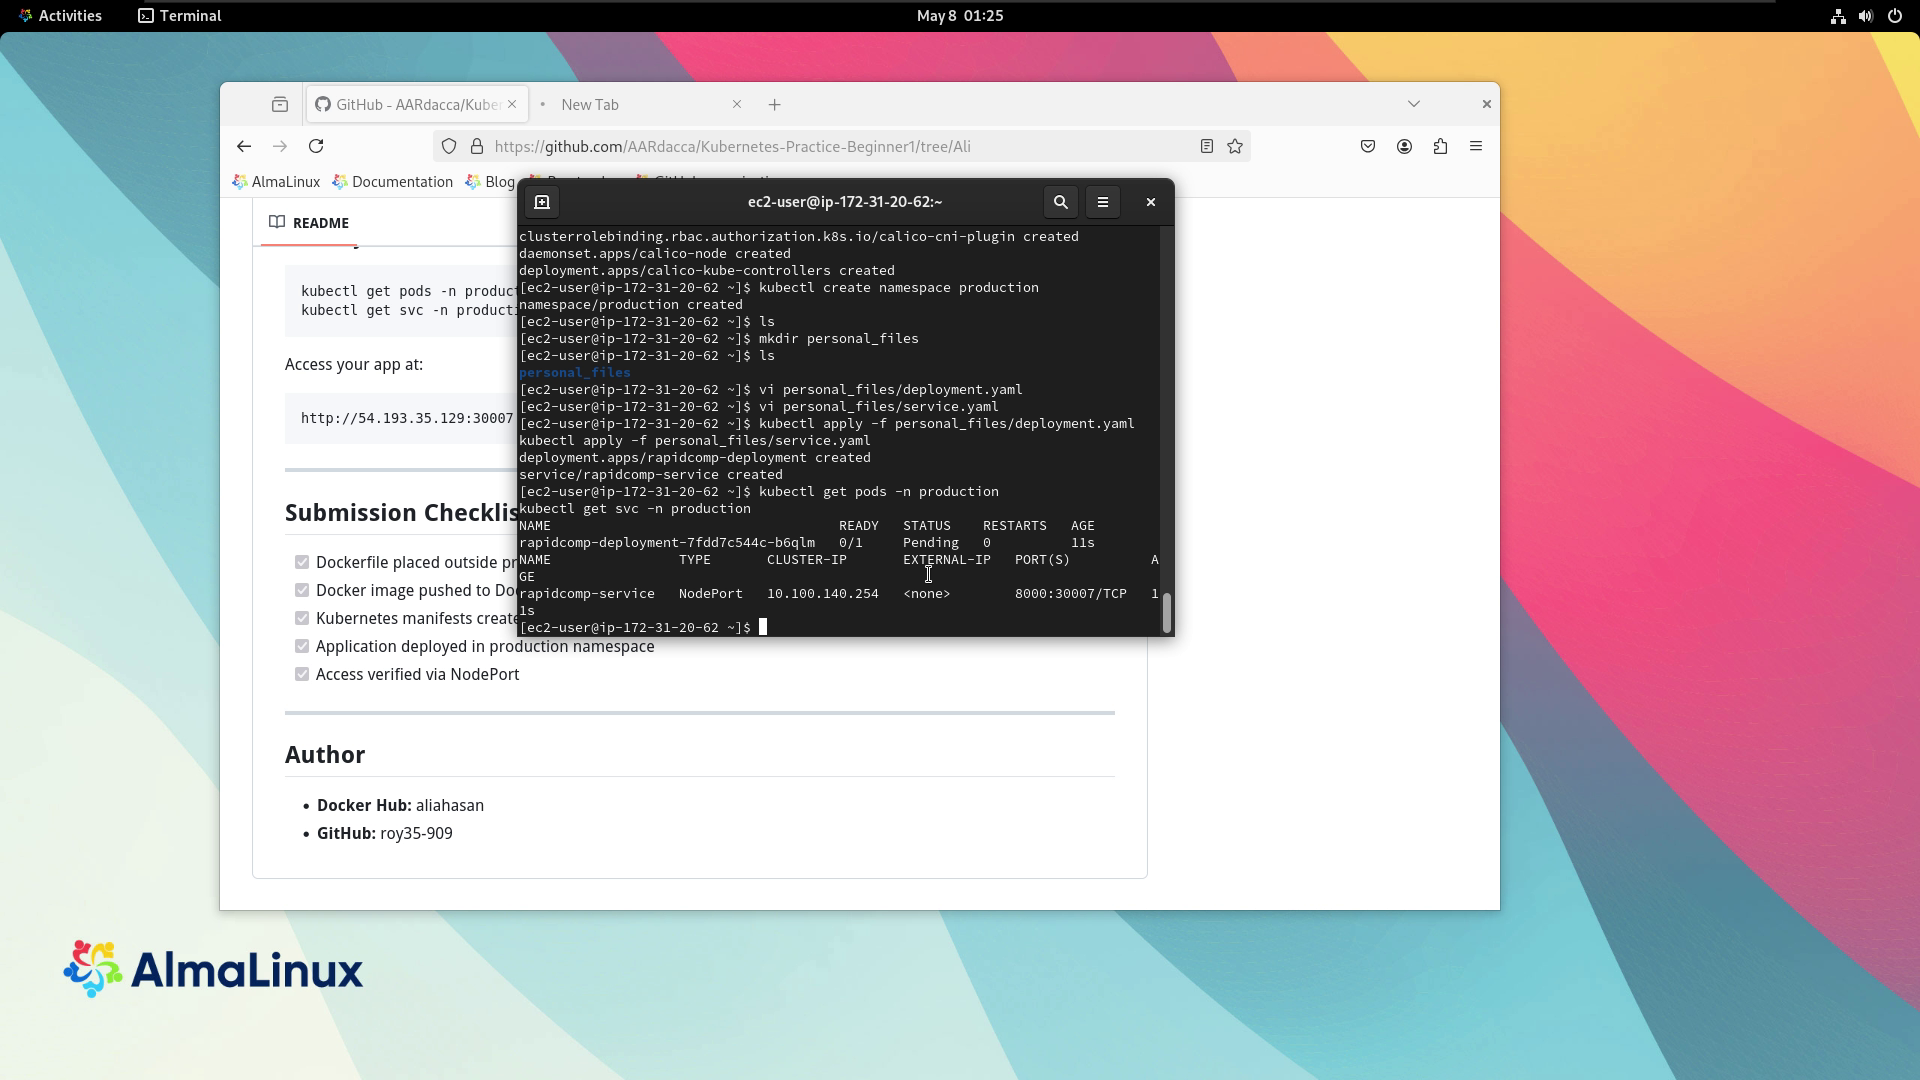 Activities
Terminal
May 8 01:25
GitHub - AARdacca/Kuber
New Tab
https://github.com/AARdacca/Kubernetes-Practice-Beginner1/tree/Ali
AlmaLinux
Documentation
Blog
README
kubectl get pods -n product
kubectl get svc -n producti
Access your app at:
http://54.193.35.129:30007
Submission Checklis
Dockerfile placed outside pr
Docker image pushed to Do
Kubernetes manifests create
Application deployed in production namespace
Access verified via NodePort
Author
• Docker Hub: aliahasan
• GitHub: roy35-909
ec2-user@ip-172-31-20-62:~
clusterrolebinding.rbac.authorization.k8s.io/calico-cni-plugin created
daemonset.apps/calico-node created
deployment.apps/calico-kube-controllers created
[ec2-user@ip-172-31-20-62 ~]$ kubectl create namespace production
namespace/production created
[ec2-user@ip-172-31-20-62 ~]$ ls
[ec2-user@ip-172-31-20-62 ~]$ mkdir personal_files
[ec2-user@ip-172-31-20-62 ~]$ ls
personal_files
[ec2-user@ip-172-31-20-62 ~]$ vi personal_files/deployment.yaml
[ec2-user@ip-172-31-20-62 ~]$ vi personal_files/service.yaml
[ec2-user@ip-172-31-20-62 ~]$ kubectl apply -f personal_files/deployment.yaml
kubectl apply -f personal_files/service.yaml
deployment.apps/rapidcomp-deployment created
service/rapidcomp-service created
[ec2-user@ip-172-31-20-62 ~]$ kubectl get pods -n production
kubectl get svc -n production
NAME READY STATUS RESTARTS AGE
rapidcomp-deployment-7fdd7c544c-b6qlm 0/1 Pending 0 11s
NAME TYPE CLUSTER-IP EXTERNAL-IP PORT(S) A
GE
rapidcomp-service NodePort 10.100.140.254 <none> 8000:30007/TCP 1
1s
[ec2-user@ip-172-31-20-62 ~]$
AlmaLinux